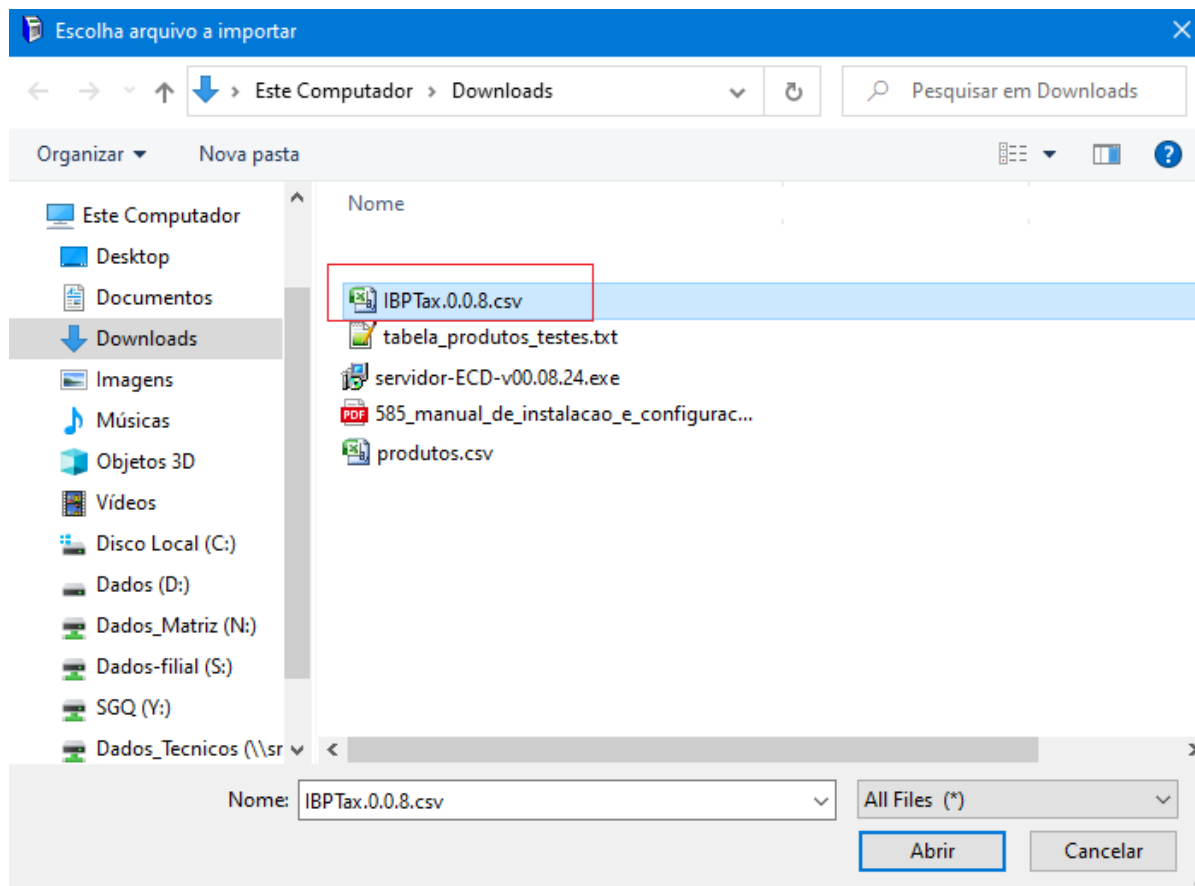 Escolha arquivo a importar
Este Computador > Downloads
Pesquisar em Downloads
Organizar
Nova pasta
Nome
Este Computador
Desktop
Documentos
Downloads
Imagens
Músicas
Objetos 3D
Vídeos
Disco Local (C:)
Dados (D:)
Dados_Matriz (N:)
Dados-filial (S:)
SGQ (Y:)
Dados_Tecnicos (\\sr
IBPTax.0.0.8.csv
tabela_produtos_testes.txt
servidor-ECD-v00.08.24.exe
585_manual_de_instalacao_e_configurac...
produtos.csv
Nome: IBPTax.0.0.8.csv
All Files (*)
Abrir
Cancelar